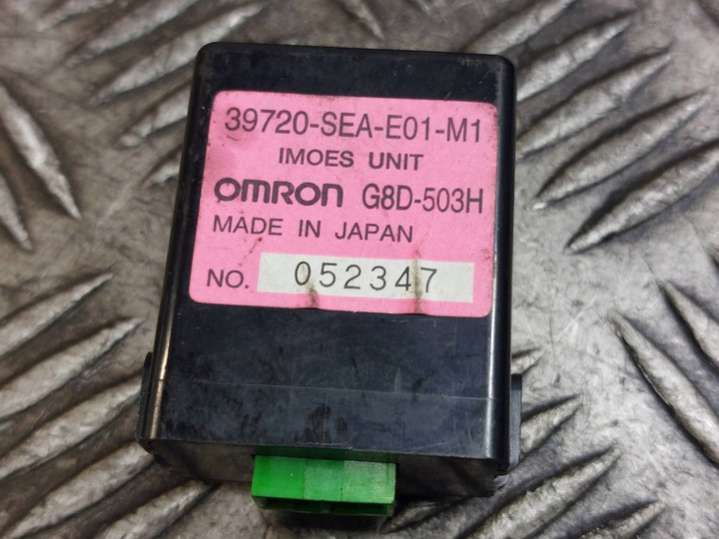 39720-SEA-E01-M1
IMOES UNIT
OMRON G8D-503H
MADE IN JAPAN
NO. 052347